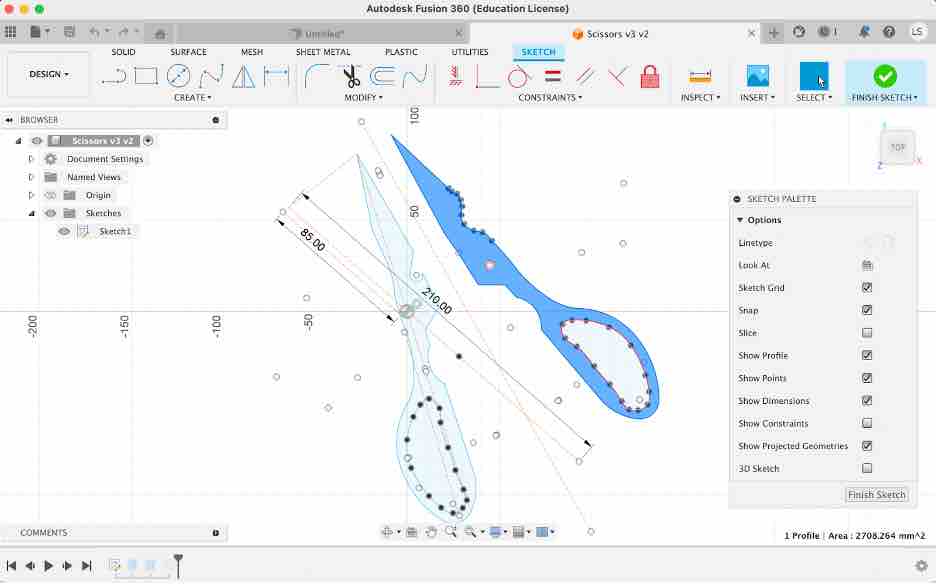 Autodesk Fusion 360 (Education License)
Untitled*
Scissors v3 v2
1
LS
SOLID SURFACE MESH SHEET METAL PLASTIC UTILITIES SKETCH
DESIGN
CREATE MODIFY CONSTRAINTS INSPECT INSERT SELECT FINISH SKETCH
BROWSER
Scissors v3 v2
Document Settings
Named Views
Origin
Sketches
Sketch1
100
50
TOP
Z
X
85.00
210.00
-200
-150
-100
-50
SKETCH PALETTE
Options
Linetype
Look At
Sketch Grid
Snap
Slice
Show Profile
Show Points
Show Dimensions
Show Constraints
Show Projected Geometries
3D Sketch
Finish Sketch
COMMENTS
1 Profile | Area : 2708.264 mm^2